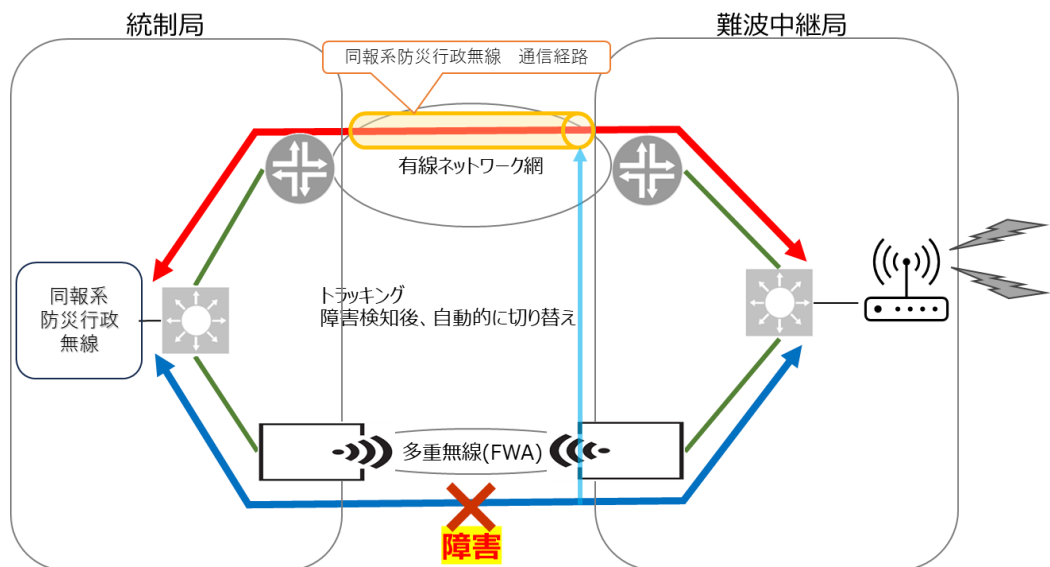 統制局
難波中継局
同報系防災行政無線　通信経路
有線ネットワーク網
同報系
防災行政
無線
トラッキング
障害検知後、自動的に切り替え
多重無線(FWA)
障害